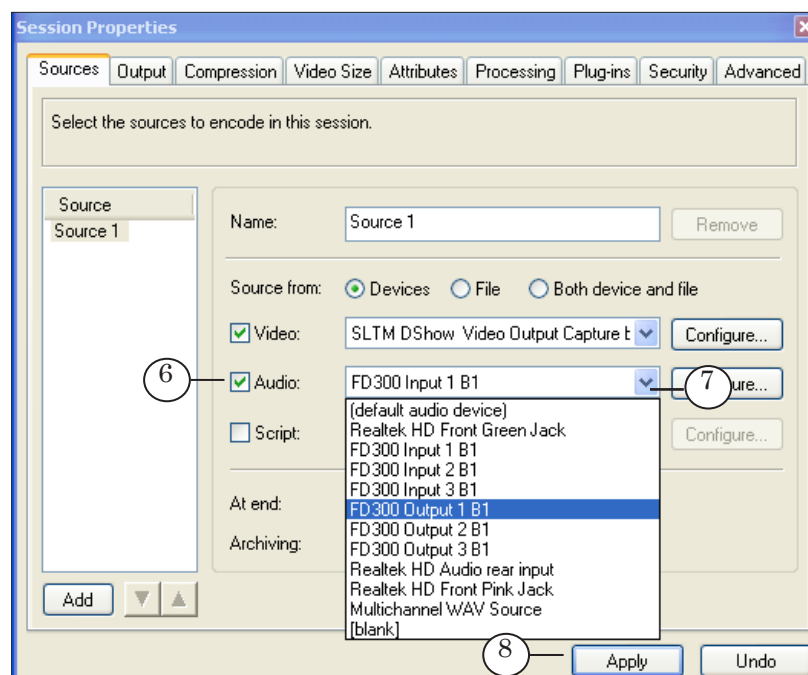 Session Properties
Sources Output Compression Video Size Attributes Processing Plug-ins Security Advanced
Select the sources to encode in this session.
Source
Source 1
Name: Source 1 Remove
Source from: Devices File Both device and file
Video: SLTM DShow Video Output Capture Configure...
6 Audio: FD300 Input 1 B1 7 ure...
(default audio device)
Realtek HD Front Green Jack
Script: Configure...
FD300 Input 1 B1
FD300 Input 2 B1
FD300 Input 3 B1
At end:
FD300 Output 1 B1
FD300 Output 2 B1
Archiving:
FD300 Output 3 B1
Realtek HD Audio rear input
Realtek HD Front Pink Jack
Multichannel WAV Source
[blank]
Add
8 Apply Undo